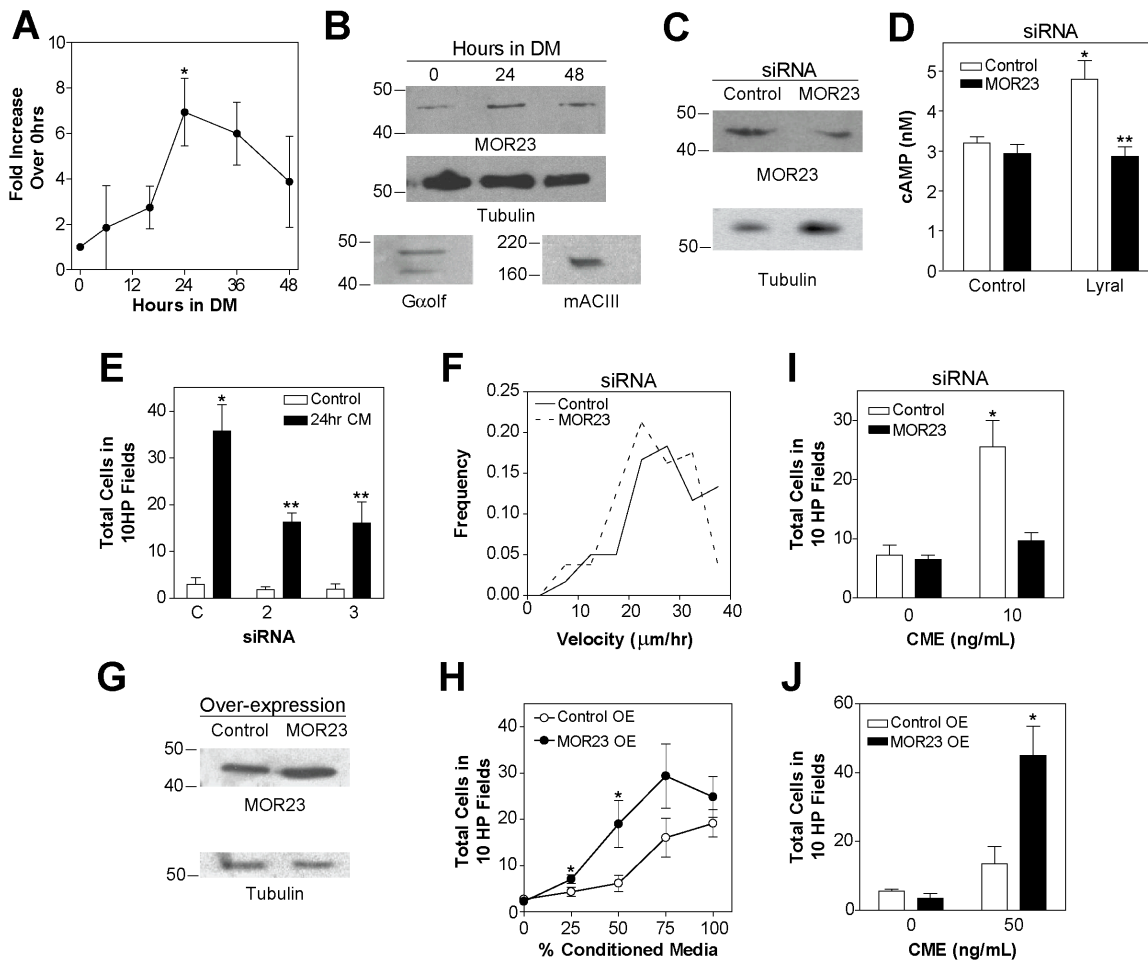 A
Fold Increase
Over 0hrs
10
8
6
4
2
0
*
0 12 24 36 48
Hours in DM
B
Hours in DM
0 24 48
50
40
MOR23
50
Tubulin
50
40
Gαolf
220
160
mACIII
C
siRNA
Control MOR23
50
40
MOR23
50
Tubulin
D
siRNA
Control
MOR23
cAMP (nM)
5
4
3
2
1
0
*
**
Control Lyral
E
Control
24hr CM
Total Cells in
10HP Fields
40
30
20
10
0
*
**
**
C 2 3
siRNA
F
siRNA
Control
MOR23
Frequency
0.25
0.20
0.15
0.10
0.05
0.00
0 10 20 30 40
Velocity (µm/hr)
I
siRNA
Control
MOR23
Total Cells in
10 HP Fields
30
20
10
0
*
0 10
CME (ng/mL)
G
Over-expression
Control MOR23
50
40
MOR23
50
Tubulin
H
Control OE
MOR23 OE
Total Cells in
10 HP Fields
40
30
20
10
0
*
*
0 25 50 75 100
% Conditioned Media
J
Control OE
MOR23 OE
Total Cells in
10 HP Fields
60
40
20
0
*
0 50
CME (ng/mL)